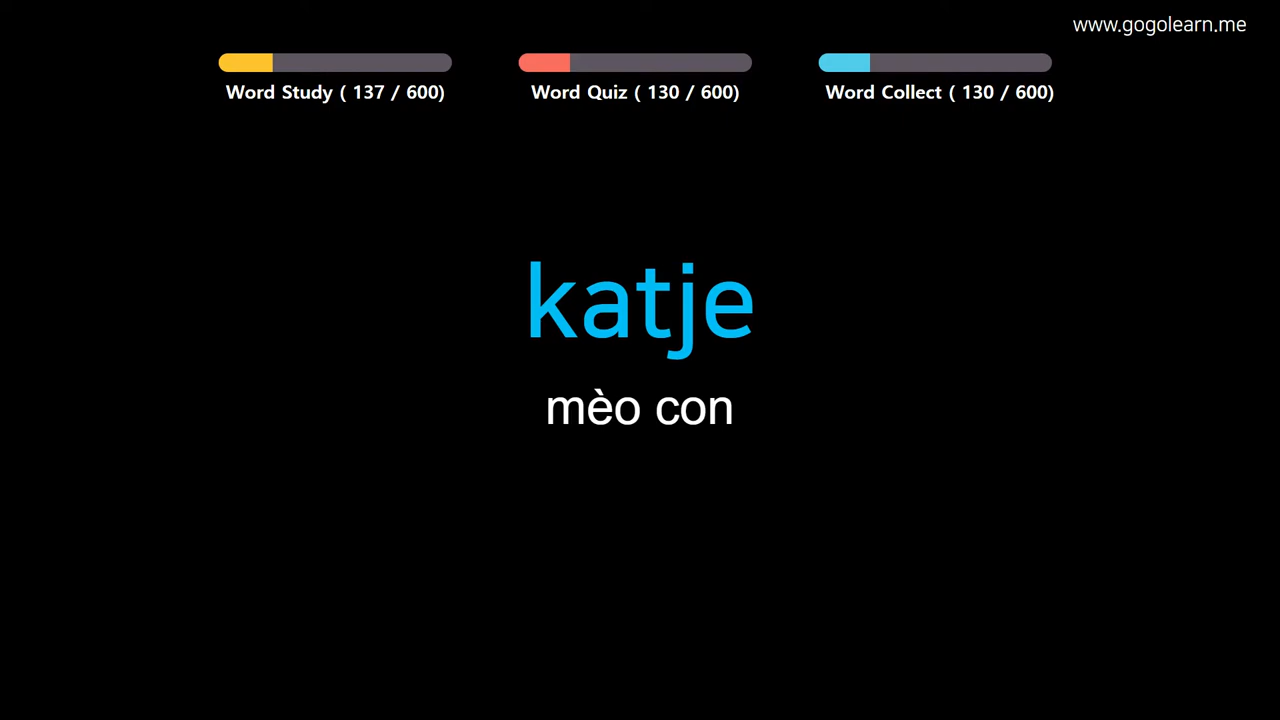 www.gogolearn.me
Word Study ( 137 / 600)
Word Quiz ( 130 / 600)
Word Collect ( 130 / 600)
katje
mèo con